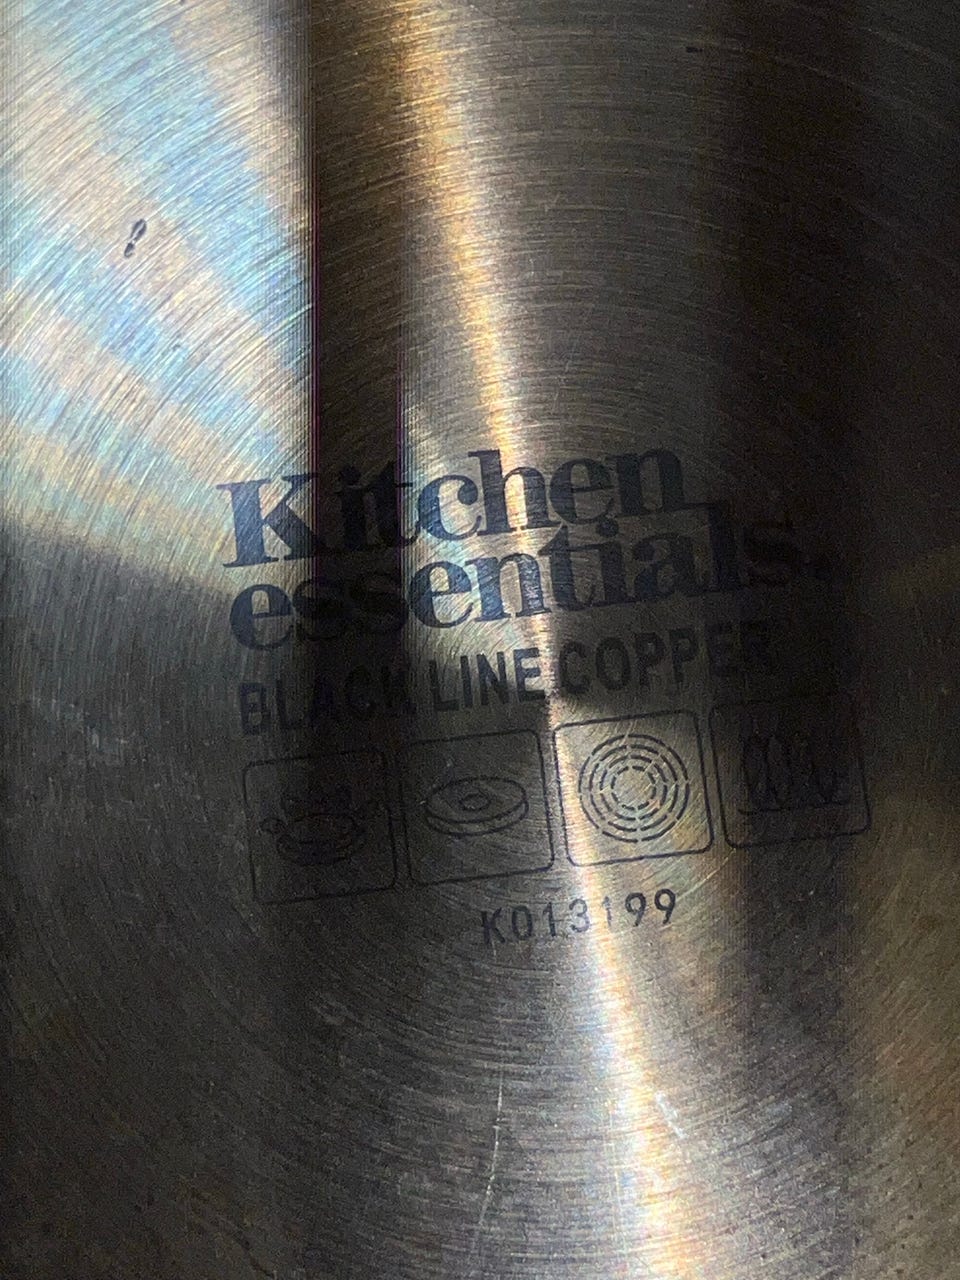 Kitchen
essentials.
BLACK LINE COPPER
K013199